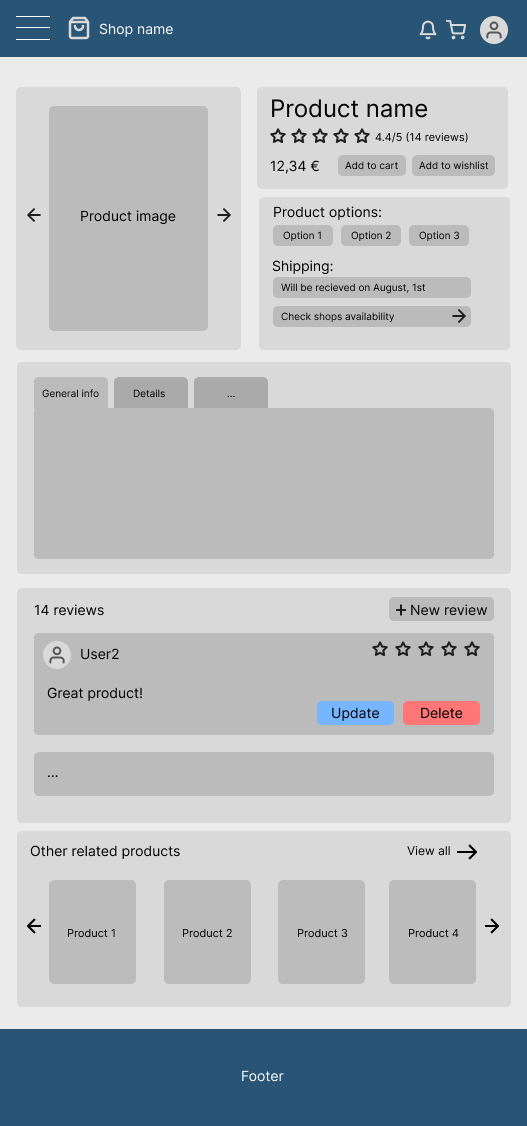 Shop name
Product image
Product name
4.4/5 (14 reviews)
12,34 €
Add to cart
Add to wishlist
Product options:
Option 1
Option 2
Option 3
Shipping:
Will be recieved on August, 1st
Check shops availability
General info
Details
...
14 reviews
+ New review
User2
Great product!
Update
Delete
...
Other related products
View all
Product 1
Product 2
Product 3
Product 4
Footer